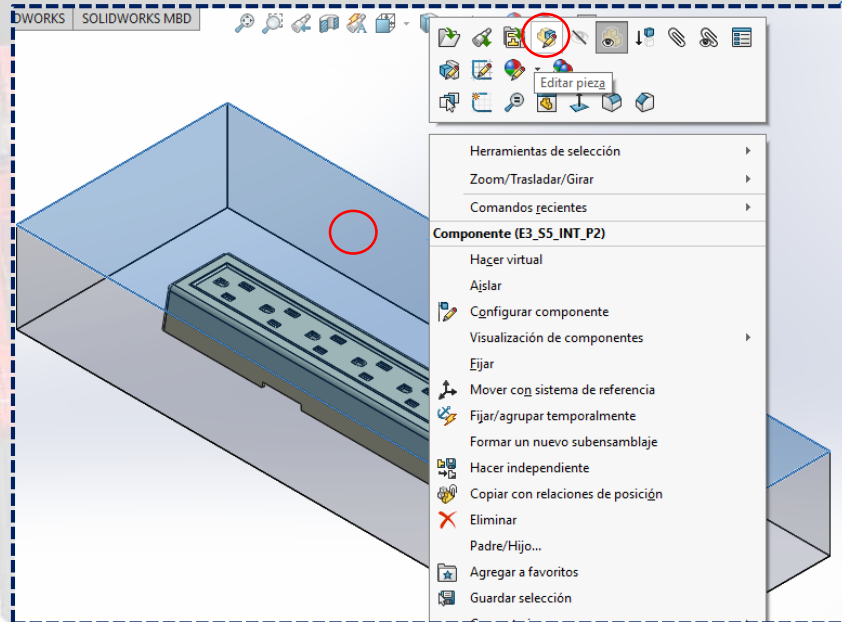 DWORKS
SOLIDWORKS MBD
Editar pieza
Herramientas de selección
Zoom/Trasladar/Girar
Comandos recientes
Componente (E3_S5_INT_P2)
Hacer virtual
Aislar
Configurar componente
Visualización de componentes
Fijar
Mover con sistema de referencia
Fijar/agrupar temporalmente
Formar un nuevo subensamblaje
Hacer independiente
Copiar con relaciones de posición
Eliminar
Padre/Hijo...
Agregar a favoritos
Guardar selección